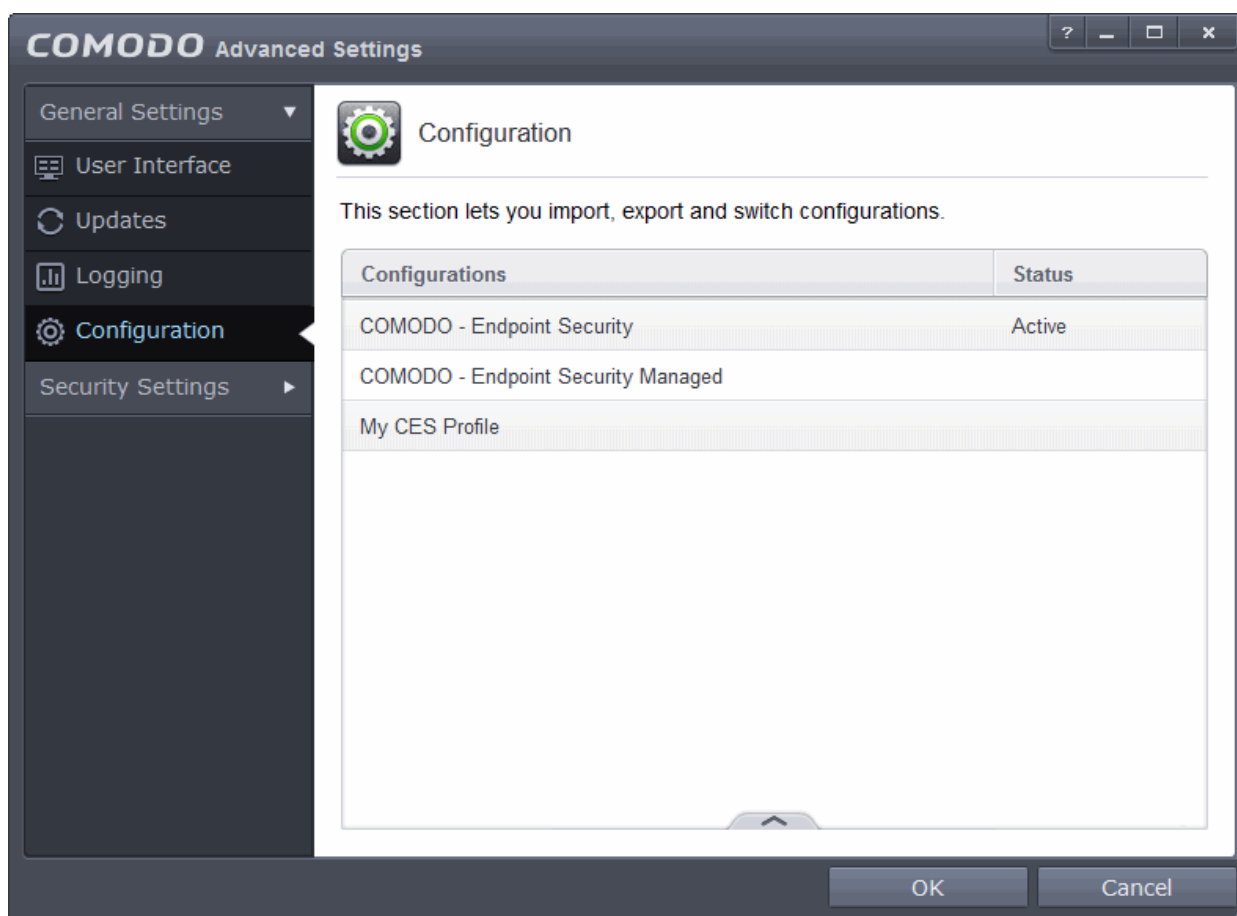 COMODO Advanced Settings
?
General Settings
User Interface
Updates
Logging
Configuration
Security Settings
Configuration
This section lets you import, export and switch configurations.
Configurations Status
COMODO - Endpoint Security Active
COMODO - Endpoint Security Managed
My CES Profile
OK Cancel